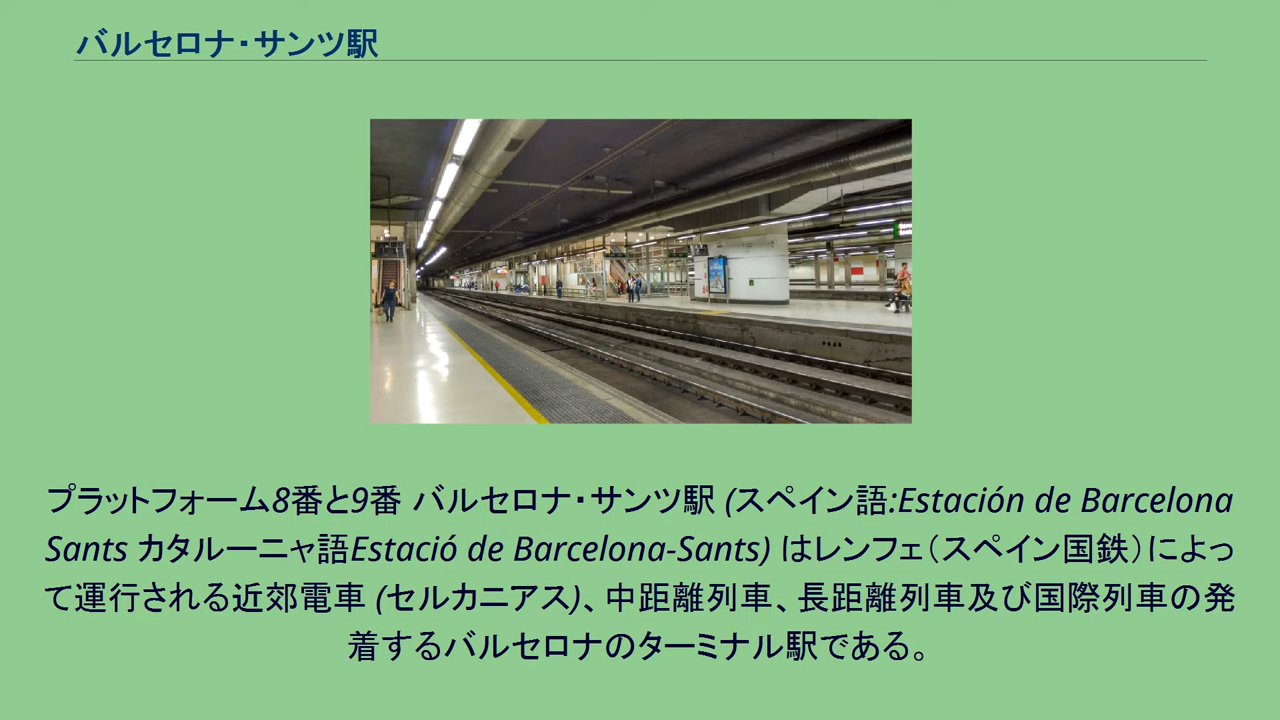 バルセロナ・サンツ駅
プラットフォーム8番と9番 バルセロナ・サンツ駅 (スペイン語:Estación de Barcelona
Sants カタルーニャ語Estació de Barcelona-Sants) はレンフェ（スペイン国鉄）によっ
て運行される近郊電車 (セルカニアス)、中距離列車、長距離列車及び国際列車の発
着するバルセロナのターミナル駅である。